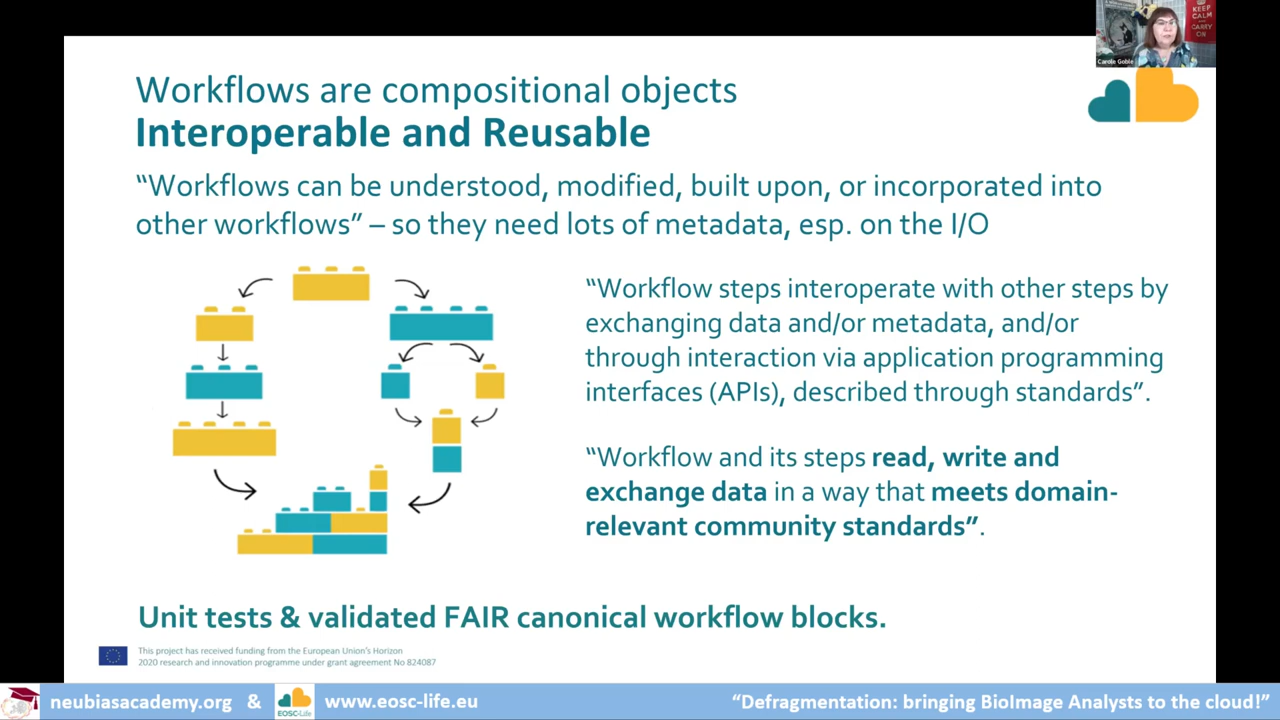 KEEP
CALM
AND
CARRY
ON
Carole Goble
Workflows are compositional objects
Interoperable and Reusable
“Workflows can be understood, modified, built upon, or incorporated into
other workflows” – so they need lots of metadata, esp. on the I/O
“Workflow steps interoperate with other steps by
exchanging data and/or metadata, and/or
through interaction via application programming
interfaces (APIs), described through standards”.
“Workflow and its steps read, write and
exchange data in a way that meets domain-
relevant community standards”.
Unit tests & validated FAIR canonical workflow blocks.
This project has received funding from the European Union’s Horizon
2020 research and innovation programme under grant agreement No 824087
neubiasacademy.org & EOSC-Life www.eosc-life.eu “Defragmentation: bringing BioImage Analysts to the cloud!”